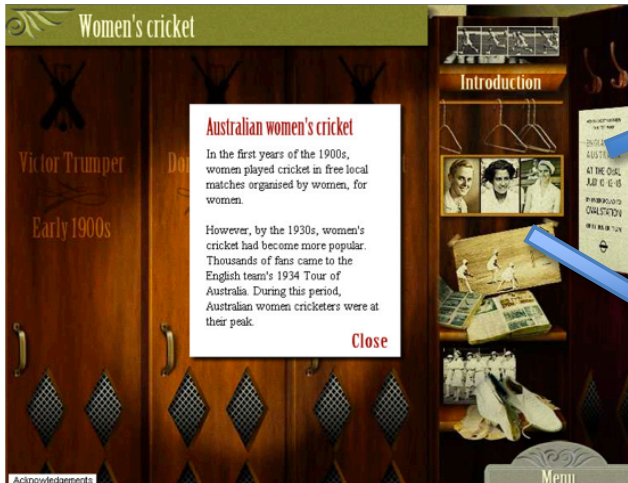 Women's cricket
Introduction
Victor Trumper
Early 1900s
Australian women's cricket
In the first years of the 1900s,
women played cricket in free local
matches organised by women, for
women.
However, by the 1930s, women's
cricket had become more popular.
Thousands of fans came to the
English team's 1934 Tour of
Australia. During this period,
Australian women cricketers were at
their peak.
Close
AT THE OVAL
OVAL STATION
Menu
Acknowledgements